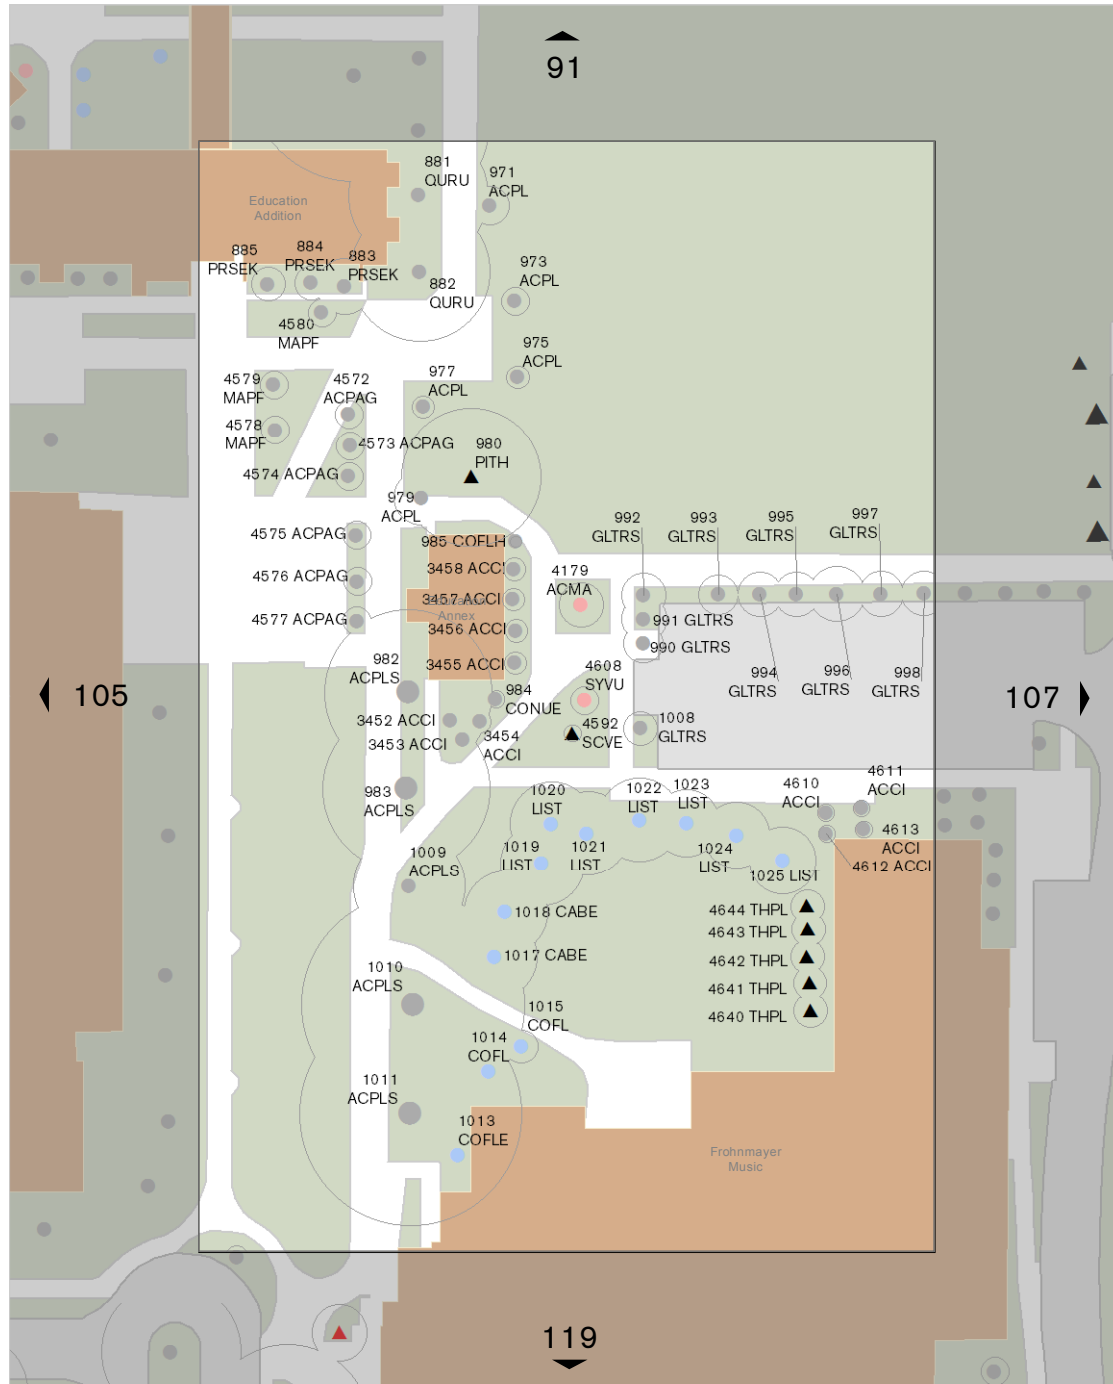 91
881
QURU
971
ACPL
Education
Addition
885
PRSEK
884
PRSEK
883
PRSEK
882
QURU
973
ACPL
4580
MAPF
975
ACPL
4579
MAPF
4572
ACPAG
977
ACPL
4578
MAPF
4573 ACPAG
980
PITH
4574 ACPAG
979
ACPL
992
GLTRS
993
GLTRS
995
GLTRS
997
GLTRS
4575 ACPAG
985 COFLH
3458 ACCI
4179
ACMA
4576 ACPAG
3457 ACCI
Annex
4577 ACPAG
3456 ACCI
991 GLTRS
990 GLTRS
982
ACPLS
3455 ACCI
4608
SYVU
994
GLTRS
996
GLTRS
998
GLTRS
105
107
984
CONUE
3452 ACCI
3453 ACCI
3454
ACCI
4592
SCVE
1008
GLTRS
983
ACPLS
1020
LIST
1022
LIST
1023
LIST
4610
ACCI
4611
ACCI
1009
ACPLS
1019
LIST
1021
LIST
1024
LIST
4613
ACCI
4612 ACCI
1025 LIST
1018 CABE
4644 THPL
4643 THPL
1017 CABE
4642 THPL
1010
ACPLS
4641 THPL
1015
COFL
4640 THPL
1014
COFL
1011
ACPLS
1013
COFLE
Frohnmayer
Music
119